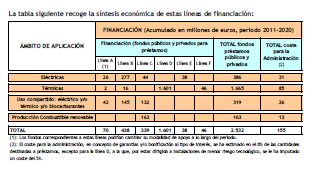 La tabla siguiente recoge la síntesis económica de estas líneas de financiación:
FINANCIACIÓN (Acumulado en millones de euros, periodo 2011-2020)
ÁMBITO DE APLICACIÓN
Financiación (fondos públicos y privados para préstamos)
TOTAL fondos préstamos públicos y privados
TOTAL coste para la Administración (2)
Línea A (1) Línea B Línea C Línea D Línea E Línea F
Eléctricas 26 277 44 38 386 31
Térmicas 2 16 1.601 46 1.665 85
Uso compartido: eléctrico y/o térmico y/o biocarburantes 42 145 132 319 26
Producción Combustible renovable 163 163 13
TOTAL 70 438 339 1.601 38 46 2.532 155
(1): Los fondos correspondientes a estas líneas podrían cambiar su modalidad de apoyo a lo largo del periodo.
(2): El coste para la Administración, en concepto de garantías y/o bonificación al tipo de interés, se ha estimado en el 8% de las cantidades destinadas a préstamos, excepto para la línea D, a la que, por estar dirigida a instalaciones de menor riesgo tecnológico, se le ha imputado un coste del 5%.